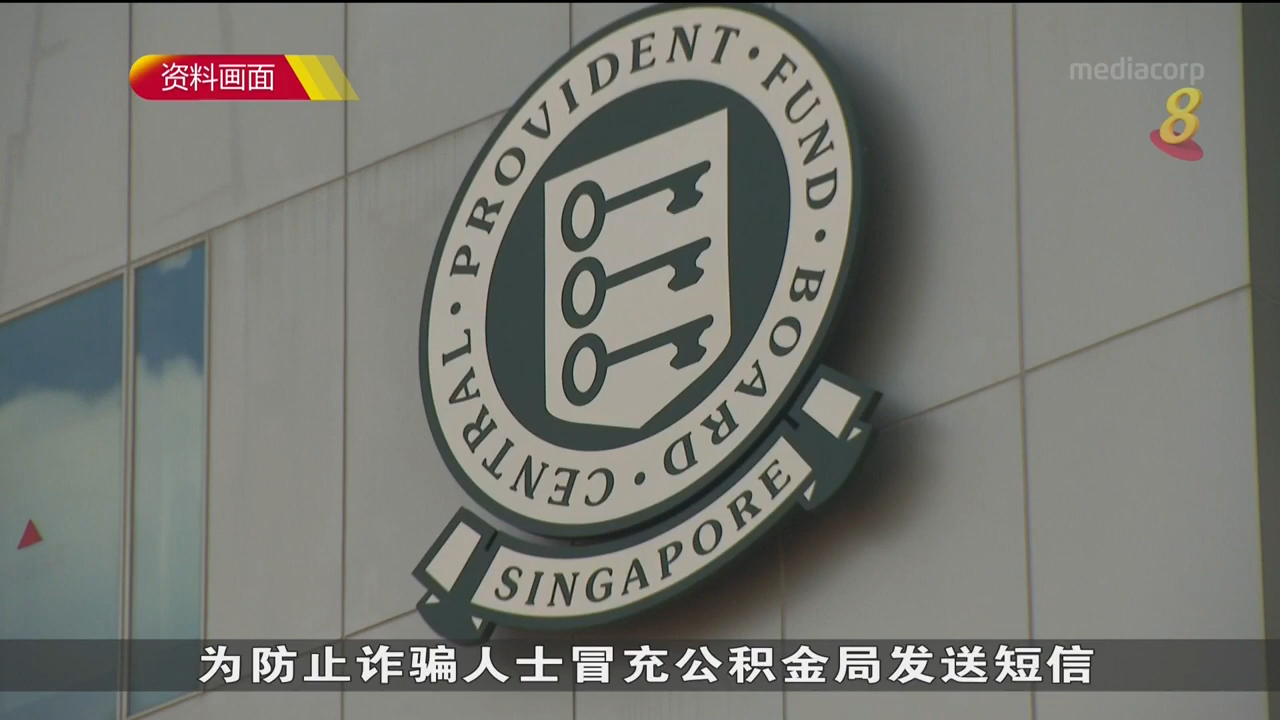 资料画面
mediacorp
8
CENTRAL · PROVIDENT · FUND · BOARD ·
SINGAPORE
为防止诈骗人士冒充公积金局发送短信